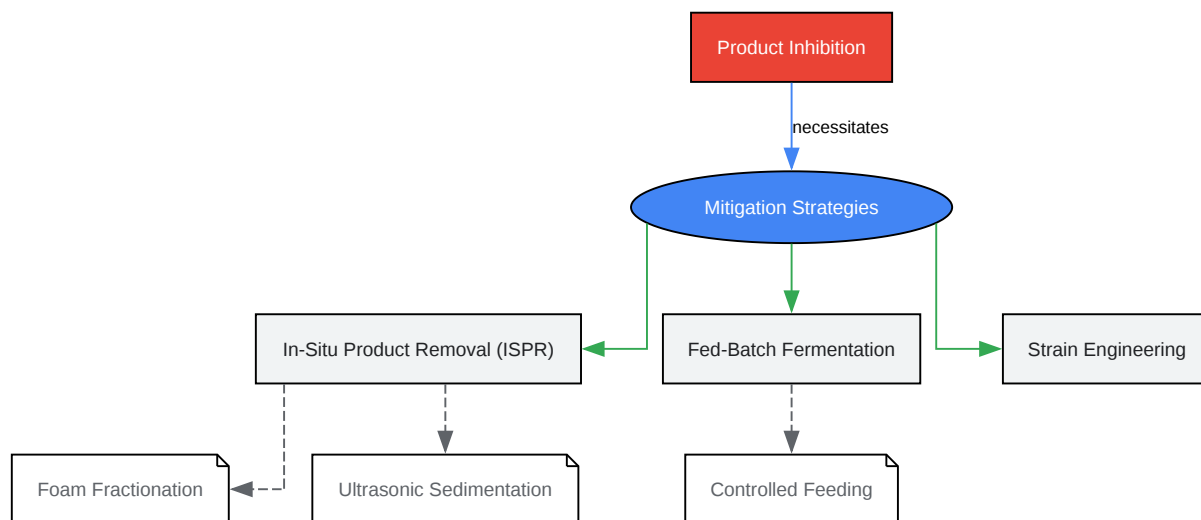 Product Inhibition
necessitates
Mitigation Strategies
In-Situ Product Removal (ISPR)
Fed-Batch Fermentation
Strain Engineering
Foam Fractionation
Ultrasonic Sedimentation
Controlled Feeding